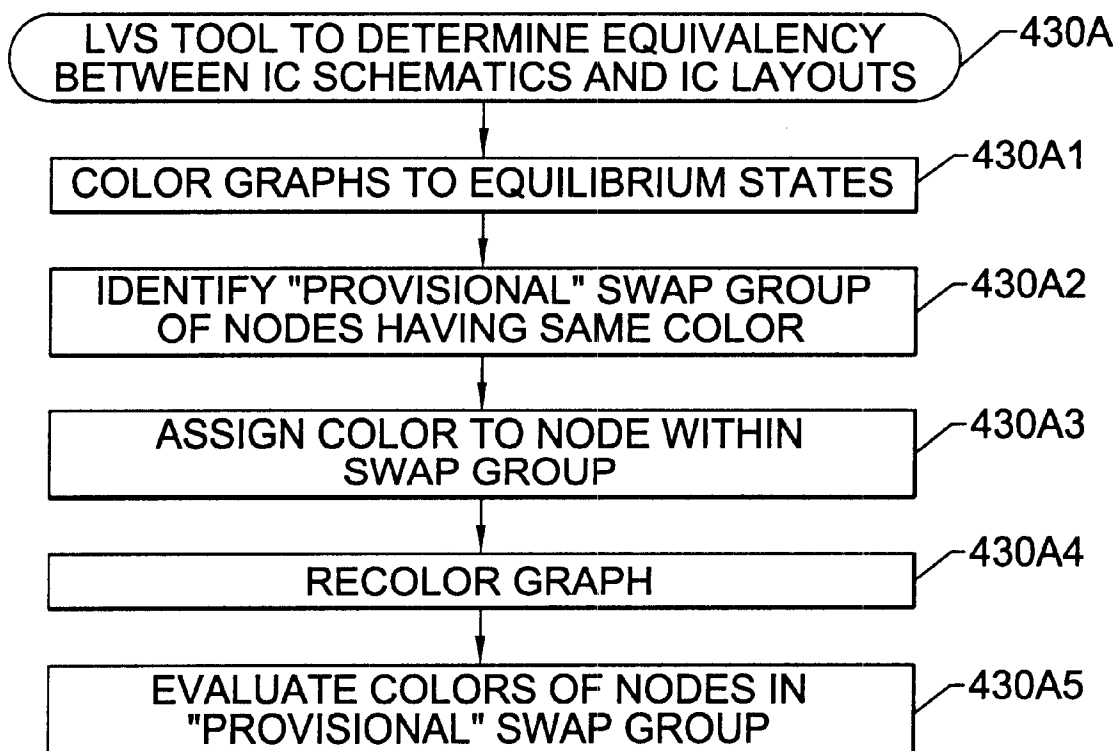 LVS TOOL TO DETERMINE EQUIVALENCY
BETWEEN IC SCHEMATICS AND IC LAYOUTS
430A
COLOR GRAPHS TO EQUILIBRIUM STATES
430A1
IDENTIFY "PROVISIONAL" SWAP GROUP
OF NODES HAVING SAME COLOR
430A2
ASSIGN COLOR TO NODE WITHIN
SWAP GROUP
430A3
RECOLOR GRAPH
430A4
EVALUATE COLORS OF NODES IN
"PROVISIONAL" SWAP GROUP
430A5